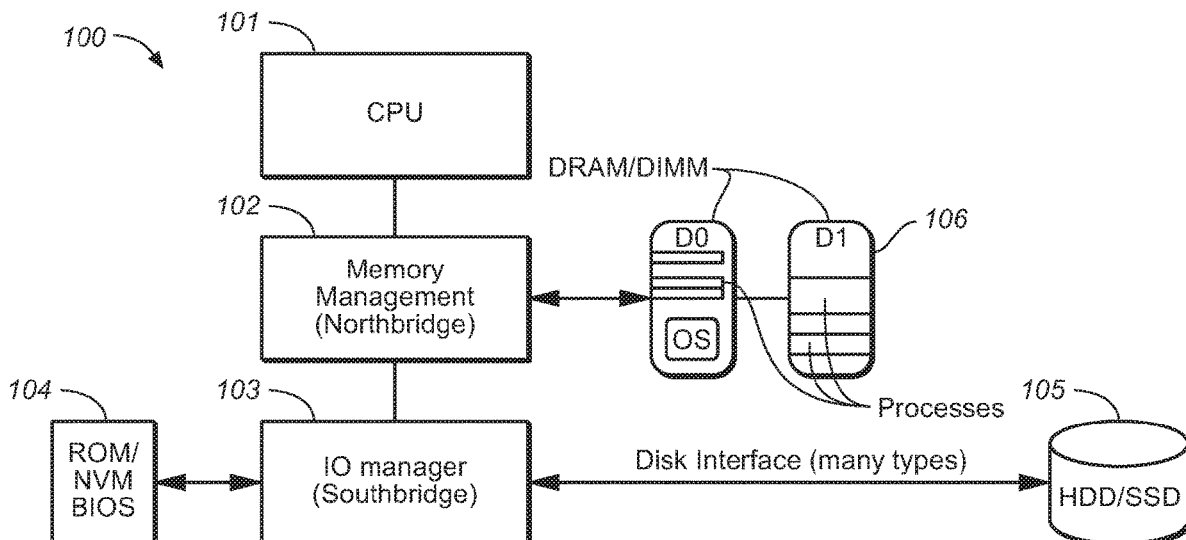 100
101
CPU
DRAM/DIMM
102
Memory
Management
(Northbridge)
D0
OS
D1
106
Processes
104
ROM/
NVM
BIOS
103
IO manager
(Southbridge)
Disk Interface (many types)
105
HDD/SSD